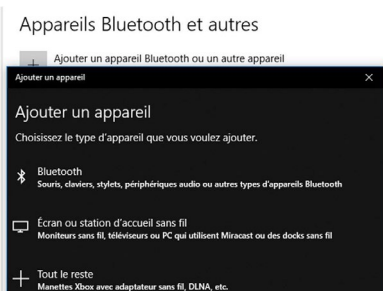 Appareils Bluetooth et autres
Ajouter un appareil Bluetooth ou un autre appareil
Ajouter un appareil
Ajouter un appareil
Choisissez le type d'appareil que vous voulez ajouter.
Bluetooth
Souris, claviers, stylets, périphériques audio ou autres types d'appareils Bluetooth
Écran ou station d'accueil sans fil
Moniteurs sans fil, téléviseurs ou PC qui utilisent Miracast ou des docks sans fil
Tout le reste
Manettes Xbox avec adaptateur sans fil, DLNA, etc.